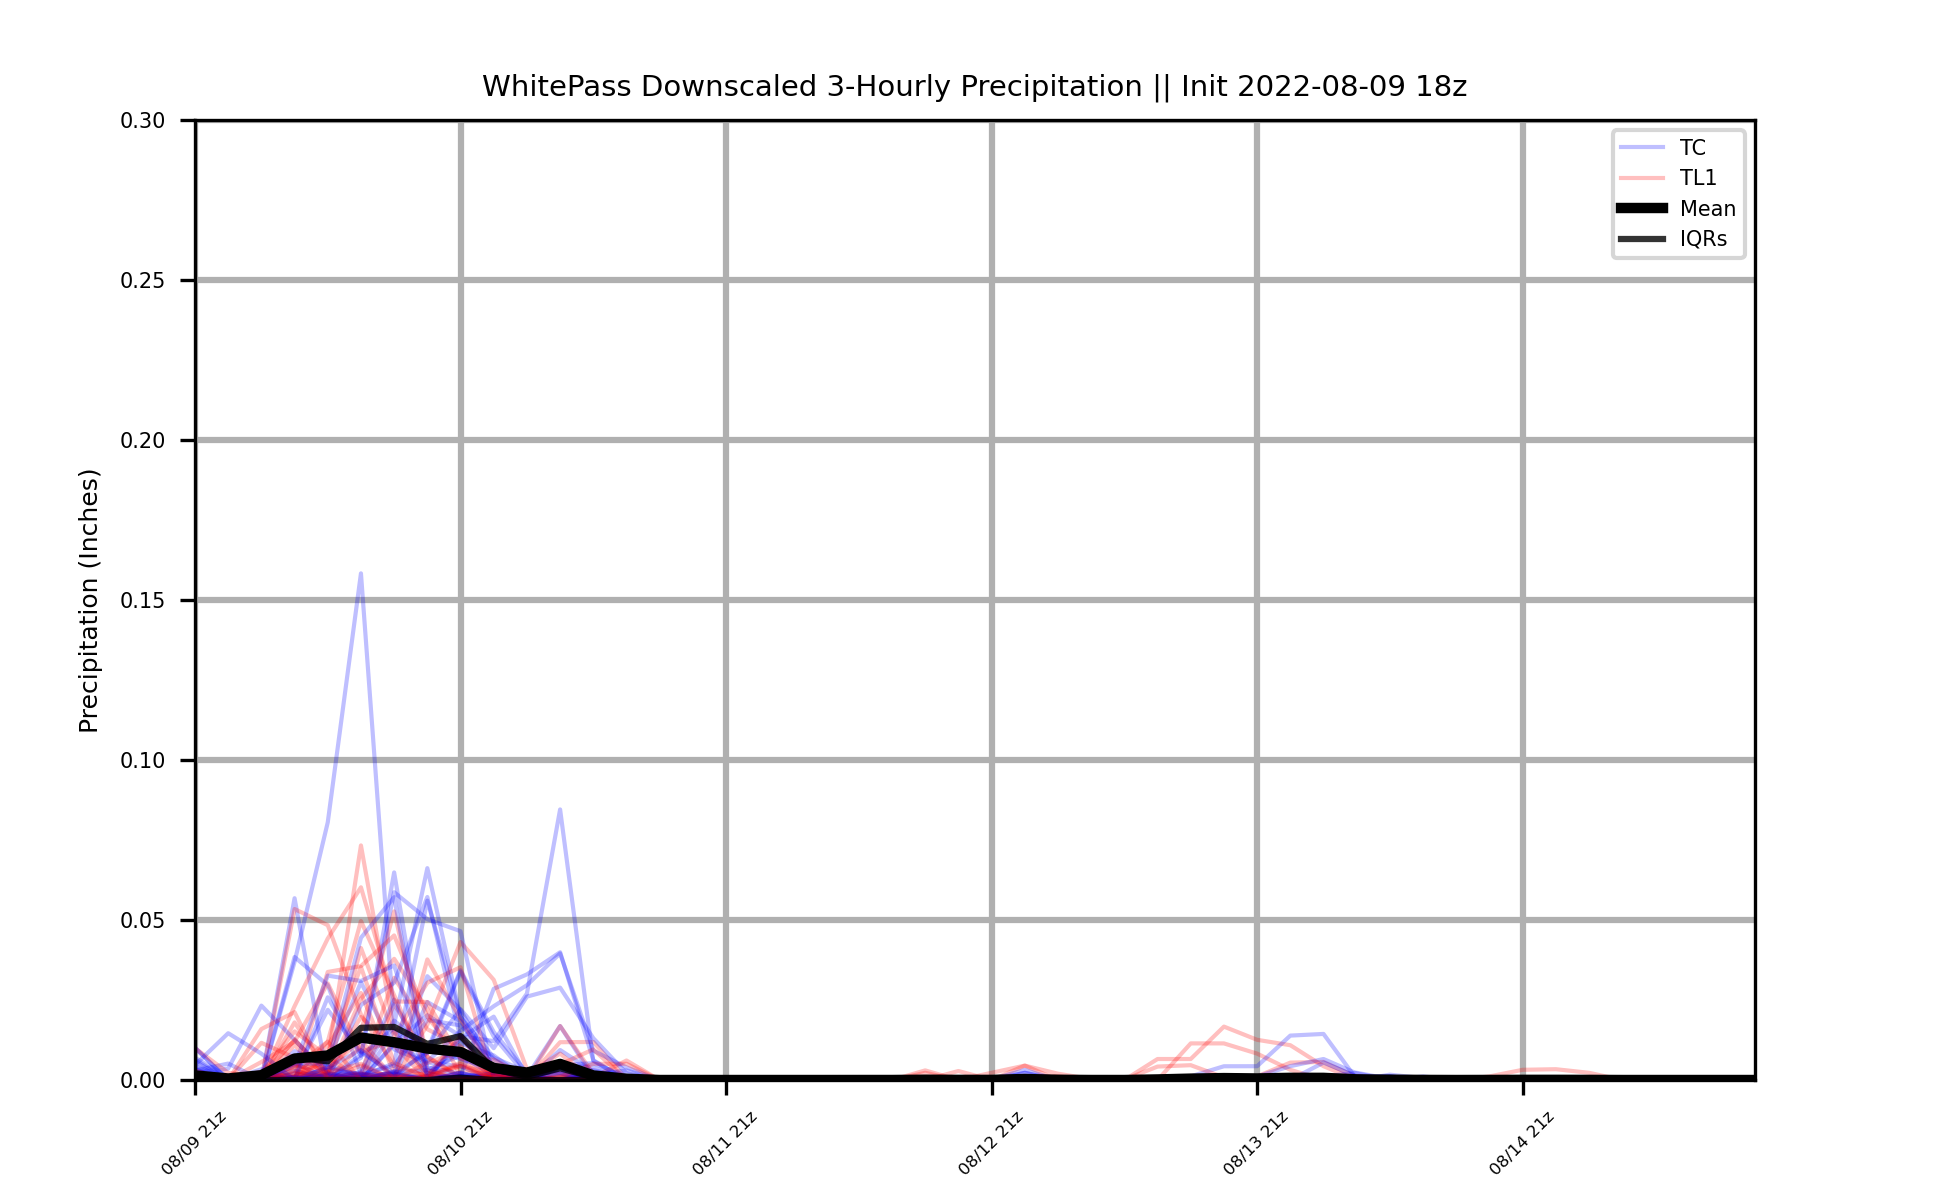 WhitePass Downscaled 3-Hourly Precipitation || Init 2022-08-09 18z
TC
TL1
Mean
IQRs
Precipitation (Inches)
0.30
0.25
0.20
0.15
0.10
0.05
0.00
08/09 21z
08/10 21z
08/11 21z
08/12 21z
08/13 21z
08/14 21z